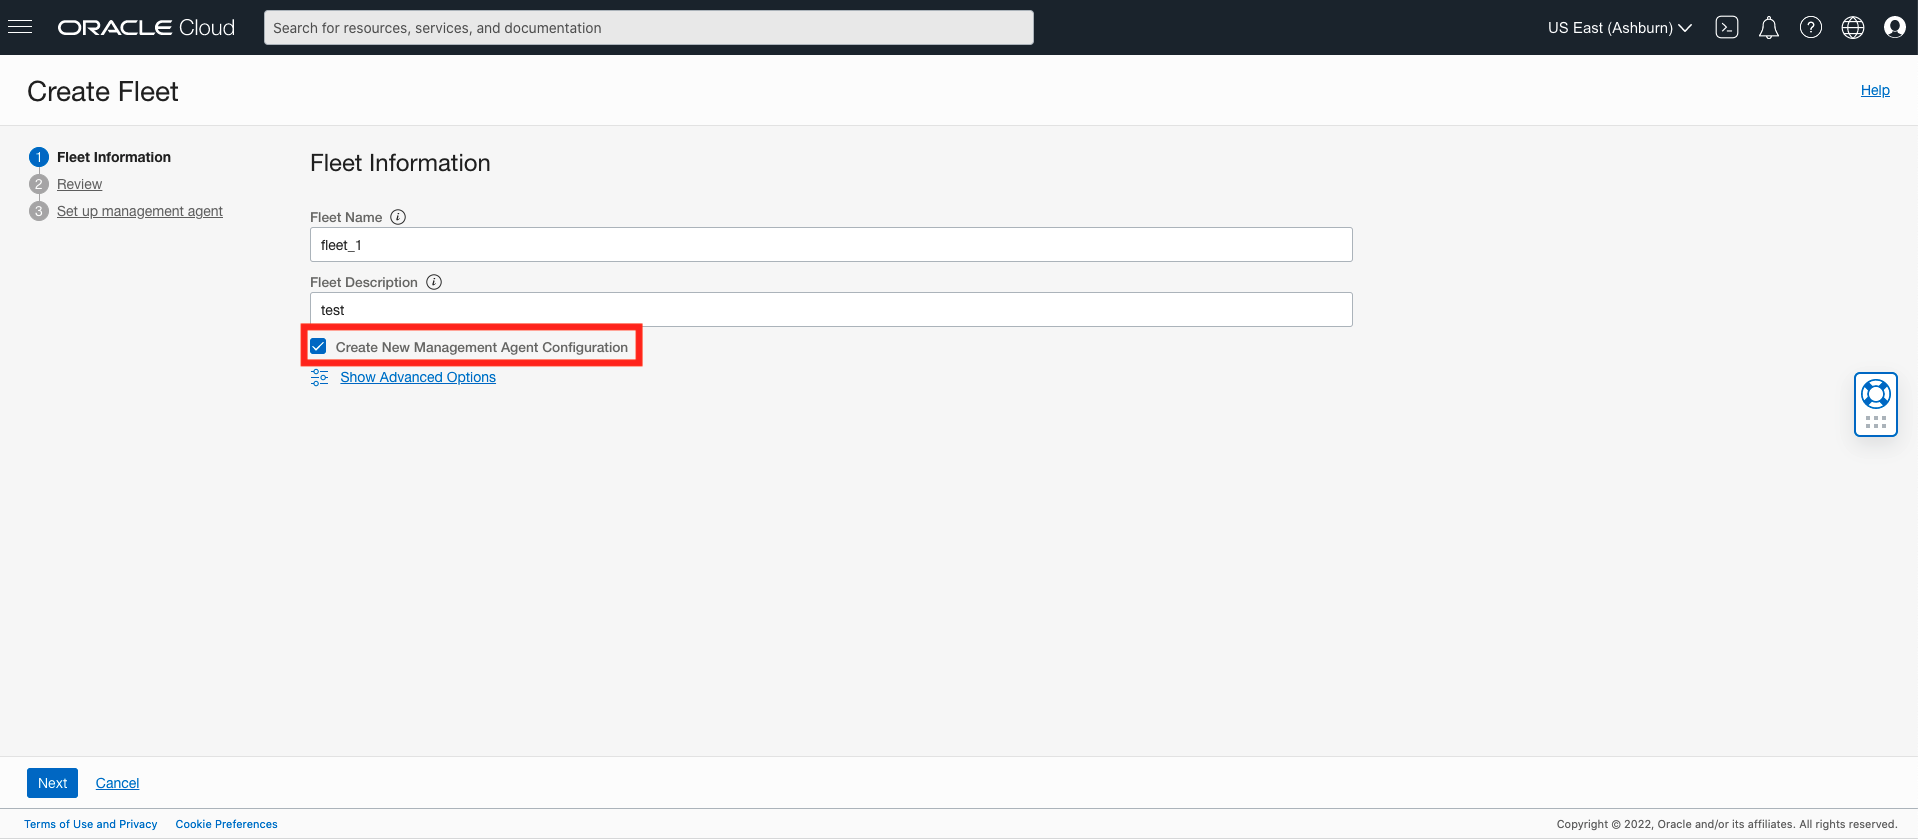 ORACLE Cloud
Search for resources, services, and documentation
US East (Ashburn)
Create Fleet
Help
1 Fleet Information
2 Review
3 Set up management agent
Fleet Information
Fleet Name
fleet_1
Fleet Description
test
Create New Management Agent Configuration
Show Advanced Options
Next Cancel
Terms of Use and Privacy Cookie Preferences
Copyright © 2022, Oracle and/or its affiliates. All rights reserved.